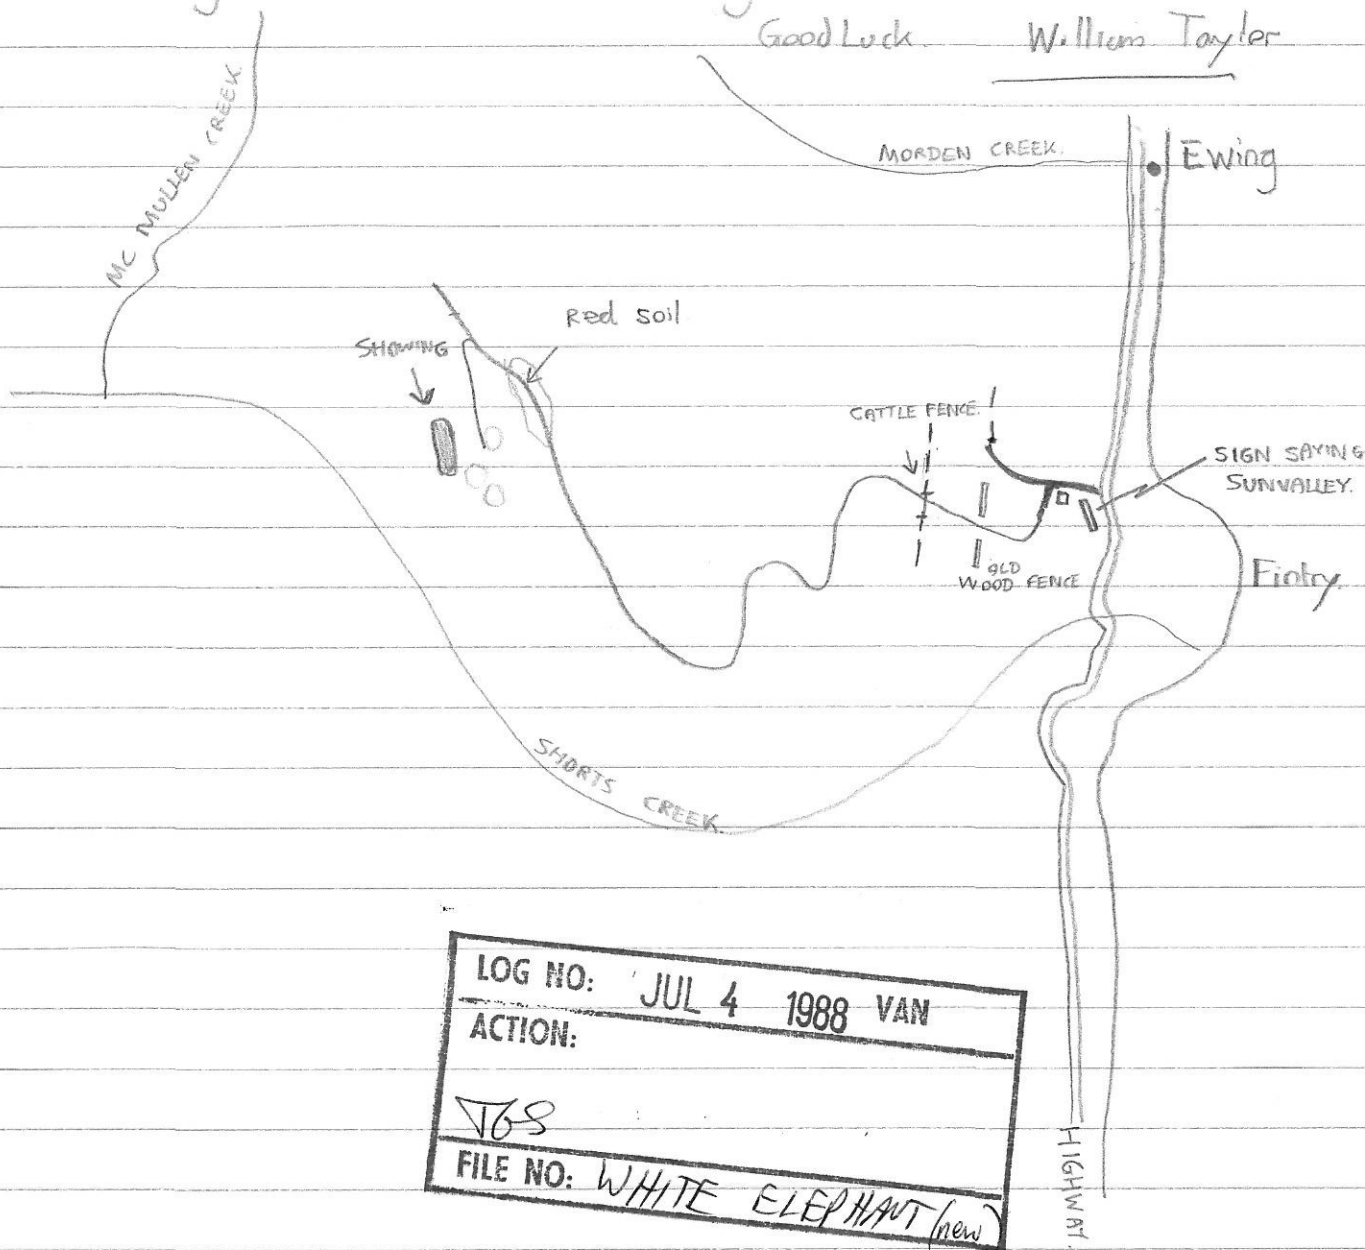 Good Luck. William Tayler
MORDEN CREEK.
Ewing
MC MULLEN CREEK.
Red Soil
SHOWING
CATTLE FENCE.
SIGN SAYING
SUNVALLEY.
OLD
WOOD FENCE
Fintry.
SHORTS CREEK.
LOG NO: JUL 4 1988 VAN
ACTION:
FILE NO: WHITE ELEPHANT (new)
HIGHWAY.